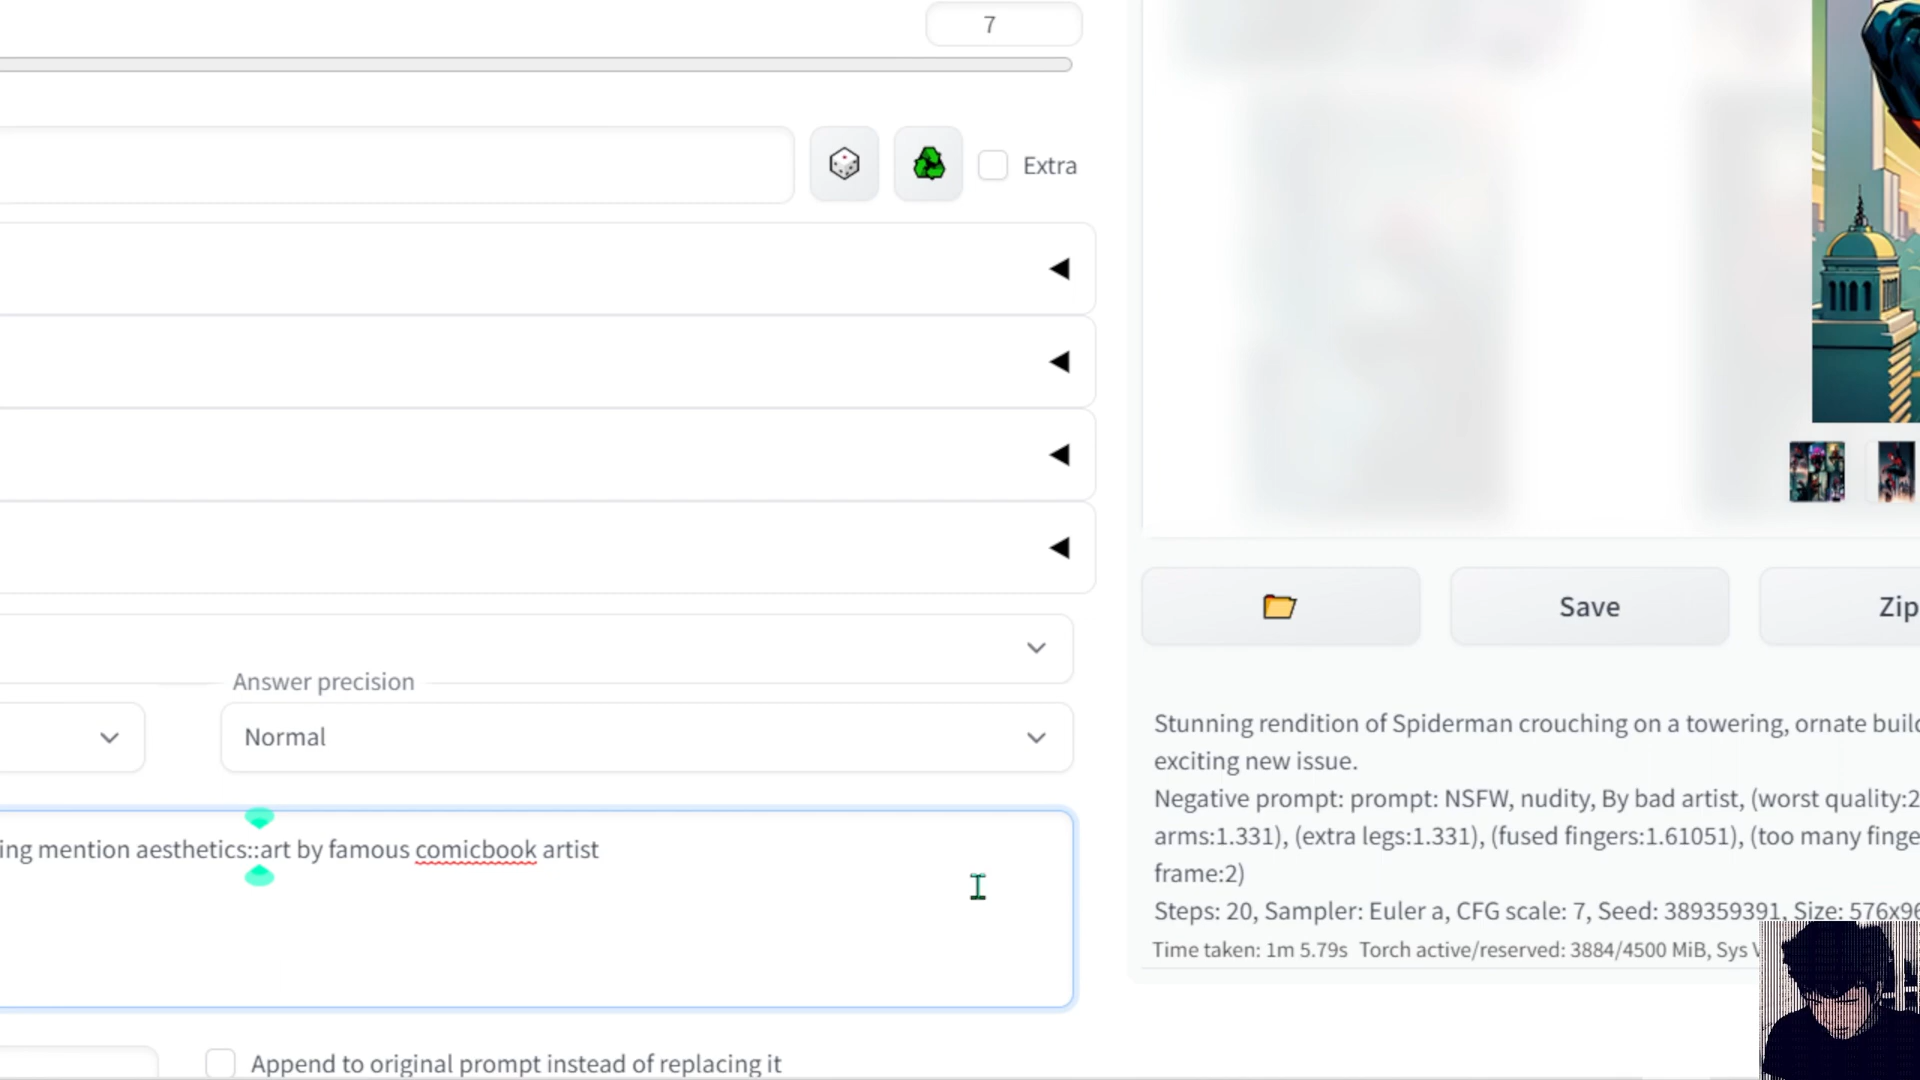 7
Extra
Answer precision
Normal
ing mention aesthetics::art by famous comicbook artist
Append to original prompt instead of replacing it
Save
Zip
Stunning rendition of Spiderman crouching on a towering, ornate
exciting new issue.
Negative prompt: prompt: NSFW, nudity, By bad artist, (worst quality:2
arms:1.331), (extra legs:1.331), (fused fingers:1.61051), (too many
frame:2)
Steps: 20, Sampler: Euler a, CFG scale: 7, Seed: 389359391, Size: 576x96
Time taken: 1m 5.79s Torch active/reserved: 3884/4500 MiB, Sys